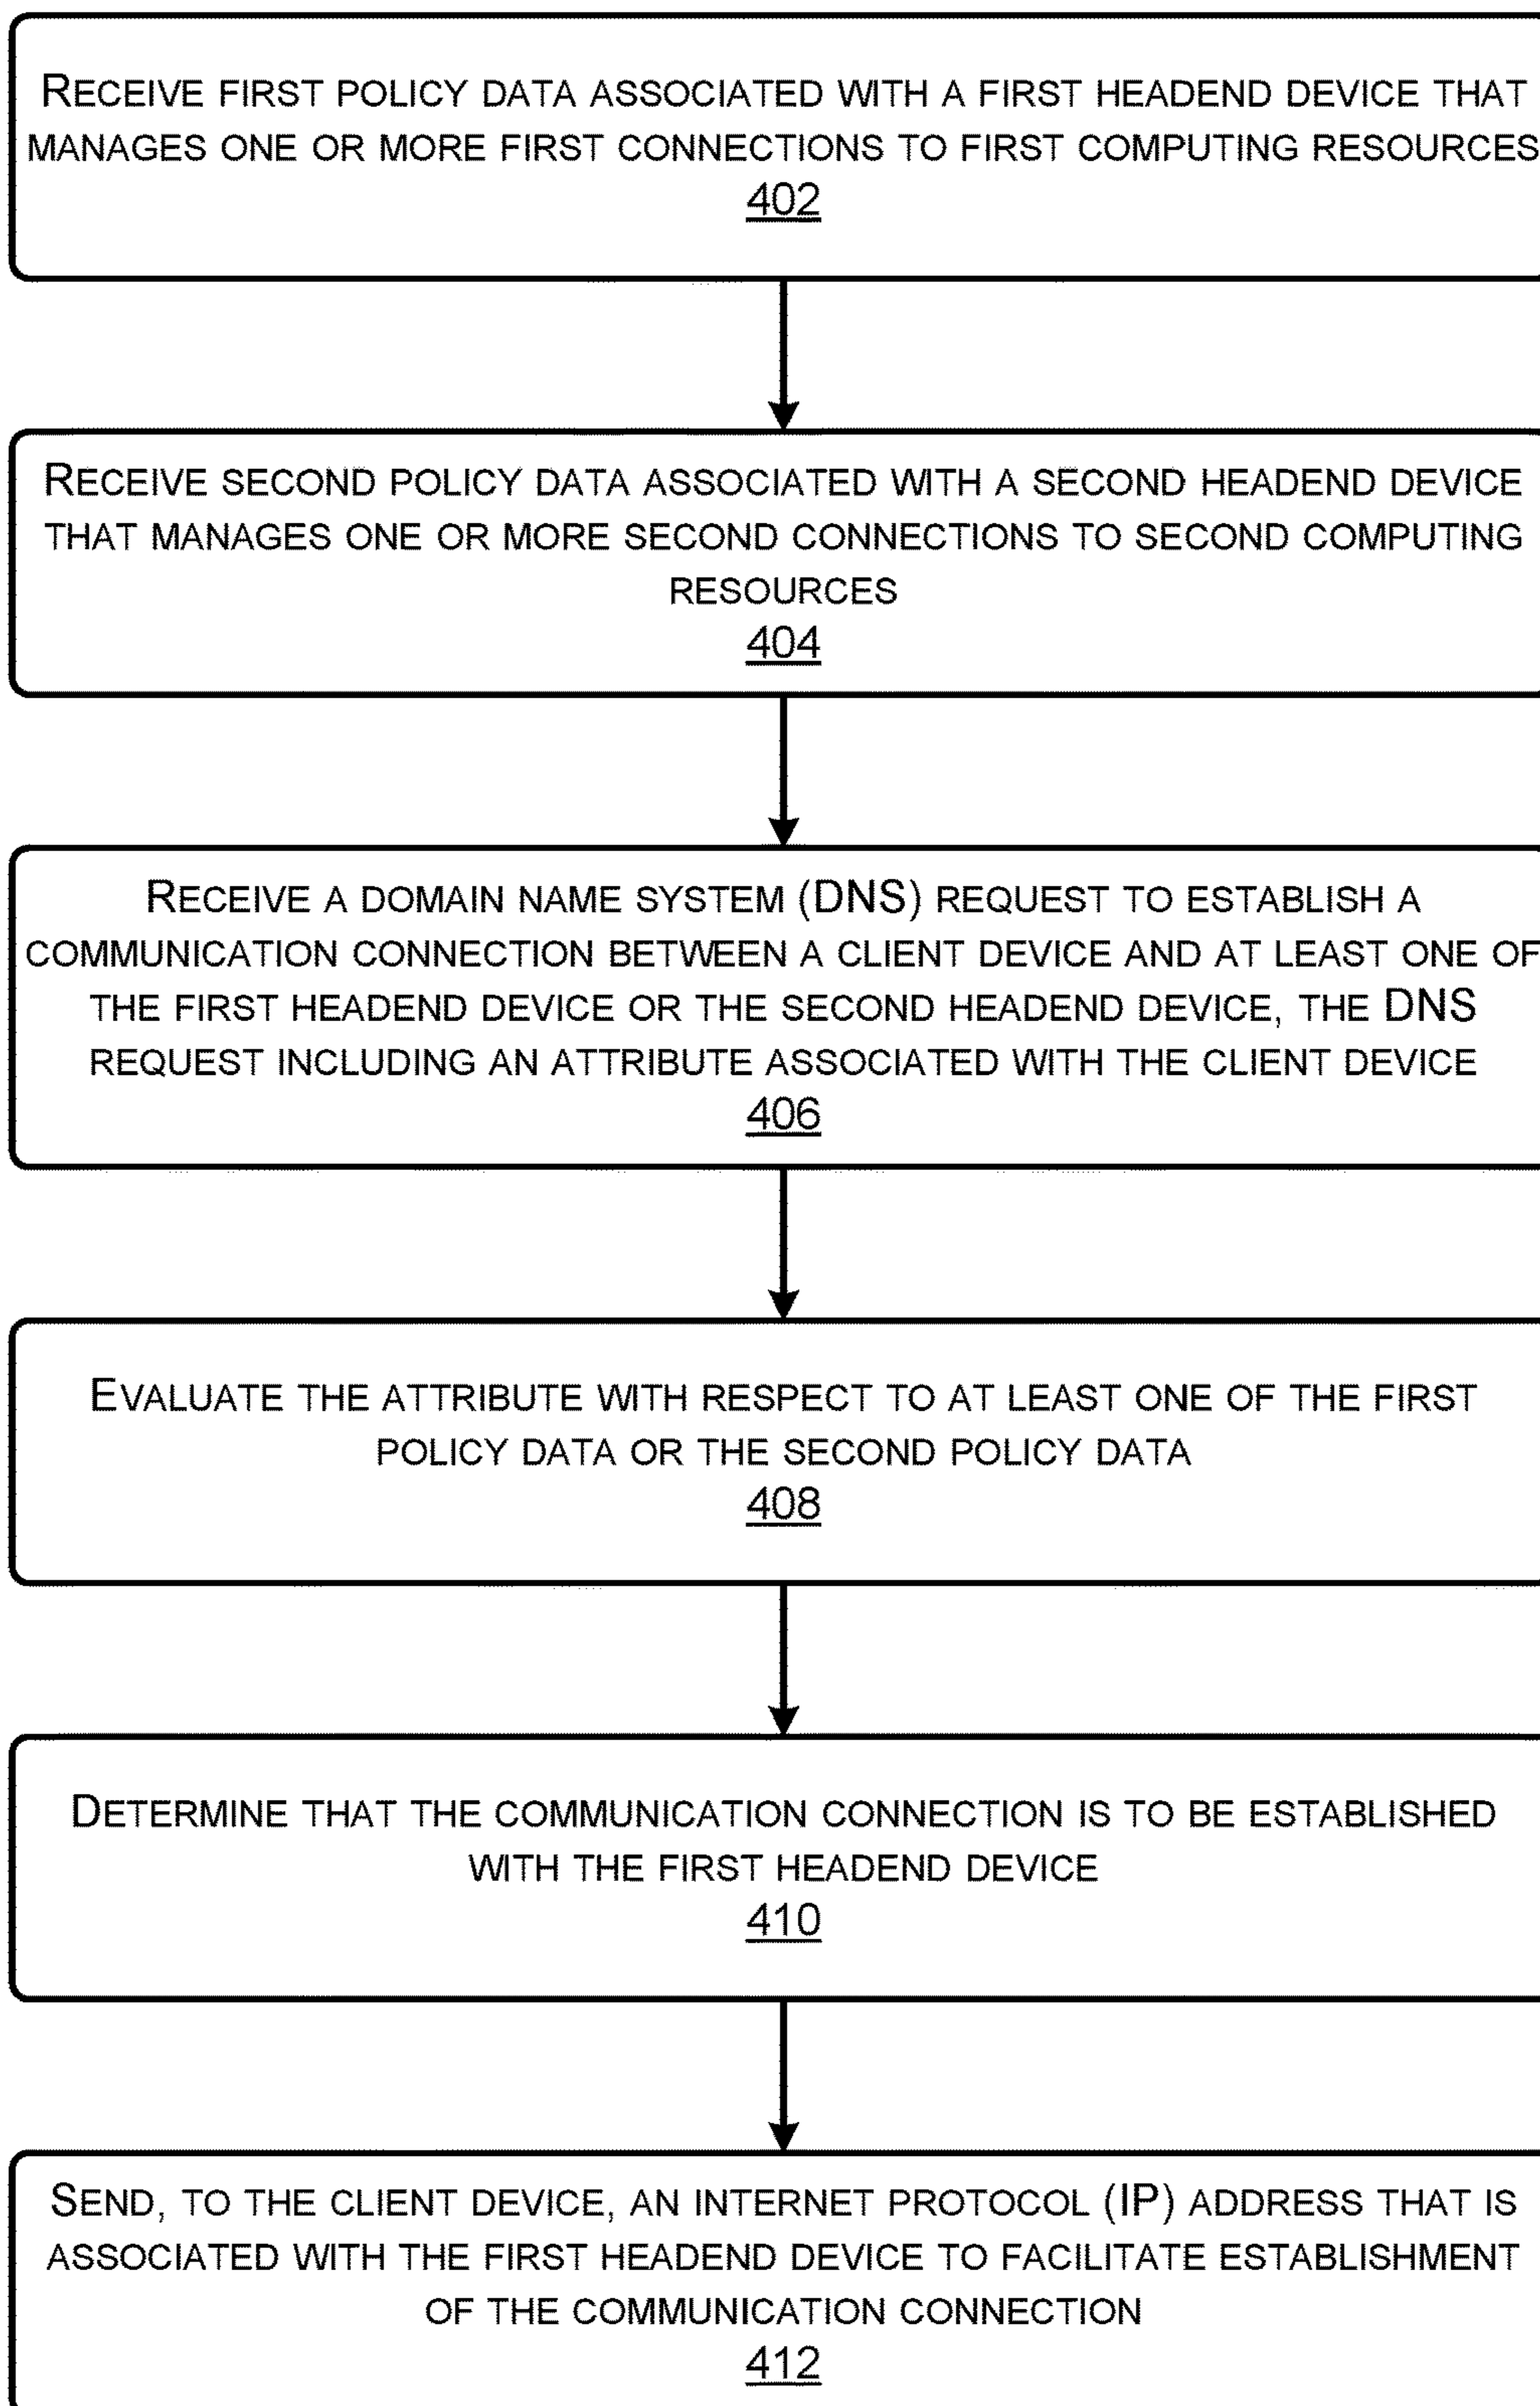 RECEIVE FIRST POLICY DATA ASSOCIATED WITH A FIRST HEADEND DEVICE THAT
MANAGES ONE OR MORE FIRST CONNECTIONS TO FIRST COMPUTING RESOURCES
402
RECEIVE SECOND POLICY DATA ASSOCIATED WITH A SECOND HEADEND DEVICE
THAT MANAGES ONE OR MORE SECOND CONNECTIONS TO SECOND COMPUTING
RESOURCES
404
RECEIVE A DOMAIN NAME SYSTEM (DNS) REQUEST TO ESTABLISH A
COMMUNICATION CONNECTION BETWEEN A CLIENT DEVICE AND AT LEAST ONE OF
THE FIRST HEADEND DEVICE OR THE SECOND HEADEND DEVICE, THE DNS
REQUEST INCLUDING AN ATTRIBUTE ASSOCIATED WITH THE CLIENT DEVICE
406
EVALUATE THE ATTRIBUTE WITH RESPECT TO AT LEAST ONE OF THE FIRST
POLICY DATA OR THE SECOND POLICY DATA
408
DETERMINE THAT THE COMMUNICATION CONNECTION IS TO BE ESTABLISHED
WITH THE FIRST HEADEND DEVICE
410
SEND, TO THE CLIENT DEVICE, AN INTERNET PROTOCOL (IP) ADDRESS THAT IS
ASSOCIATED WITH THE FIRST HEADEND DEVICE TO FACILITATE ESTABLISHMENT
OF THE COMMUNICATION CONNECTION
412